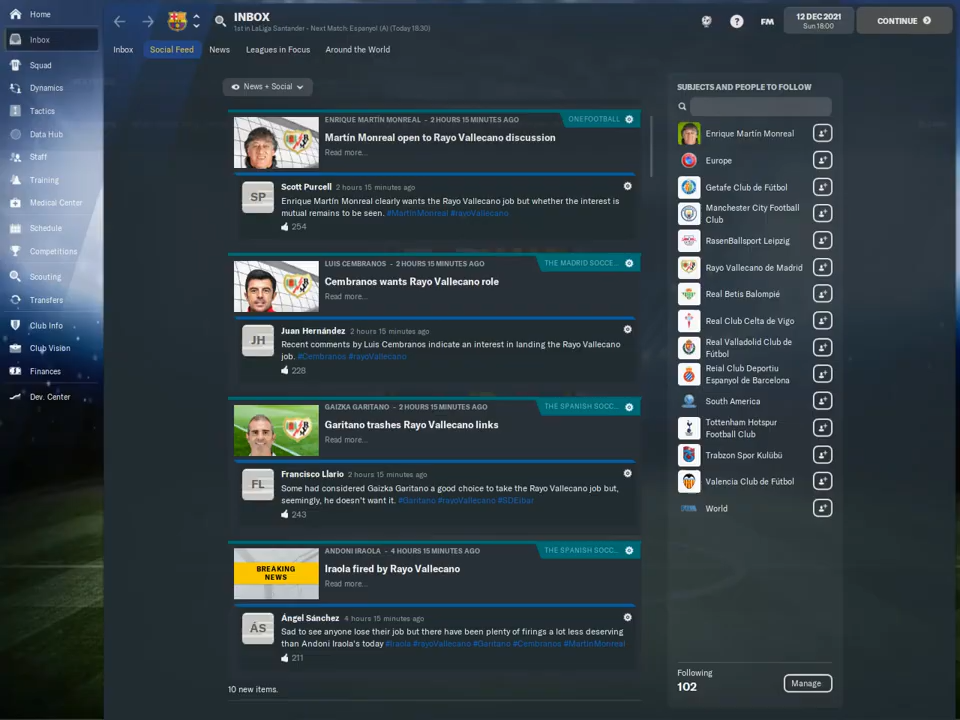 Home
Inbox
Squad
Dynamics
Tactics
Data Hub
Staff
Training
Medical Center
Schedule
Competitions
Scouting
Transfers
Club Info
Club Vision
Finances
Dev. Center
INBOX
1st in LaLiga Santander - Next Match: Espanyol (A) (Today 18:30)
?
FM
12 DEC 2021
Sun 18:00
CONTINUE
Inbox
Social Feed
News
Leagues in Focus
Around the World
News + Social
ENRIQUE MARTÍN MONREAL - 2 HOURS 15 MINUTES AGO
ONEFOOTBALL
Martín Monreal open to Rayo Vallecano discussion
Read more...
SP
Scott Purcell 2 hours 15 minutes ago
Enrique Martín Monreal clearly wants the Rayo Vallecano job but whether the interest is
mutual remains to be seen. #MartínMonreal #rayoVallecano
254
LUIS CEMBRANOS - 2 HOURS 15 MINUTES AGO
THE MADRID SOCCE...
Cembranos wants Rayo Vallecano role
Read more...
JH
Juan Hernández 2 hours 15 minutes ago
Recent comments by Luis Cembranos indicate an interest in landing the Rayo Vallecano
job. #Cembranos #rayoVallecano
228
GAIZKA GARITANO - 2 HOURS 15 MINUTES AGO
THE SPANISH SOCC...
Garitano trashes Rayo Vallecano links
Read more...
FL
Francisco Llario 2 hours 15 minutes ago
Some had considered Gaizka Garitano a good choice to take the Rayo Vallecano job but,
seemingly, he doesn't want it. #Garitano #rayoVallecano #SDEibar
243
ANDONI IRAOLA - 4 HOURS 15 MINUTES AGO
THE SPANISH SOCC...
BREAKING
NEWS
Iraola fired by Rayo Vallecano
Read more...
ÁS
Ángel Sánchez 4 hours 15 minutes ago
Sad to see anyone lose their job but there have been plenty of firings a lot less deserving
than Andoni Iraola's today #Iraola #rayoVallecano #Garitano #Cembranos #MartínMonreal
211
10 new items.
SUBJECTS AND PEOPLE TO FOLLOW
Enrique Martín Monreal
Europe
Getafe Club de Fútbol
Manchester City Football
Club
RasenBallsport Leipzig
Rayo Vallecano de Madrid
Real Betis Balompié
Real Club Celta de Vigo
Real Valladolid Club de
Fútbol
Reial Club Deportiu
Espanyol de Barcelona
South America
Tottenham Hotspur
Football Club
Trabzon Spor Kulübü
Valencia Club de Fútbol
World
Following
102
Manage